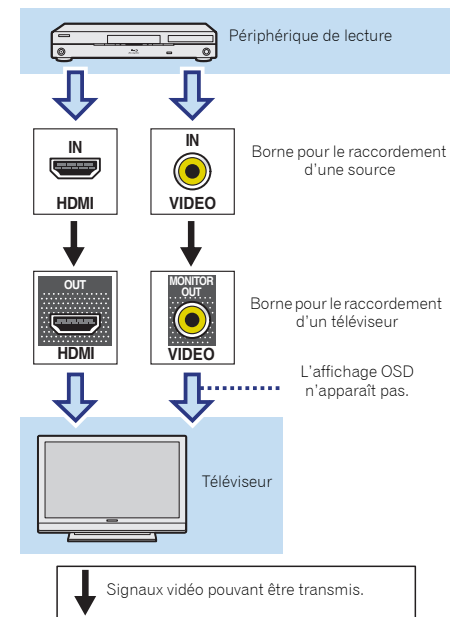 Périphérique de lecture
IN
HDMI
IN
VIDEO
Borne pour le raccordement
d'une source
OUT
HDMI
MONITOR
OUT
VIDEO
Borne pour le raccordement
d'un téléviseur
L'affichage OSD
n'apparaît pas.
Téléviseur
Signaux vidéo pouvant être transmis.